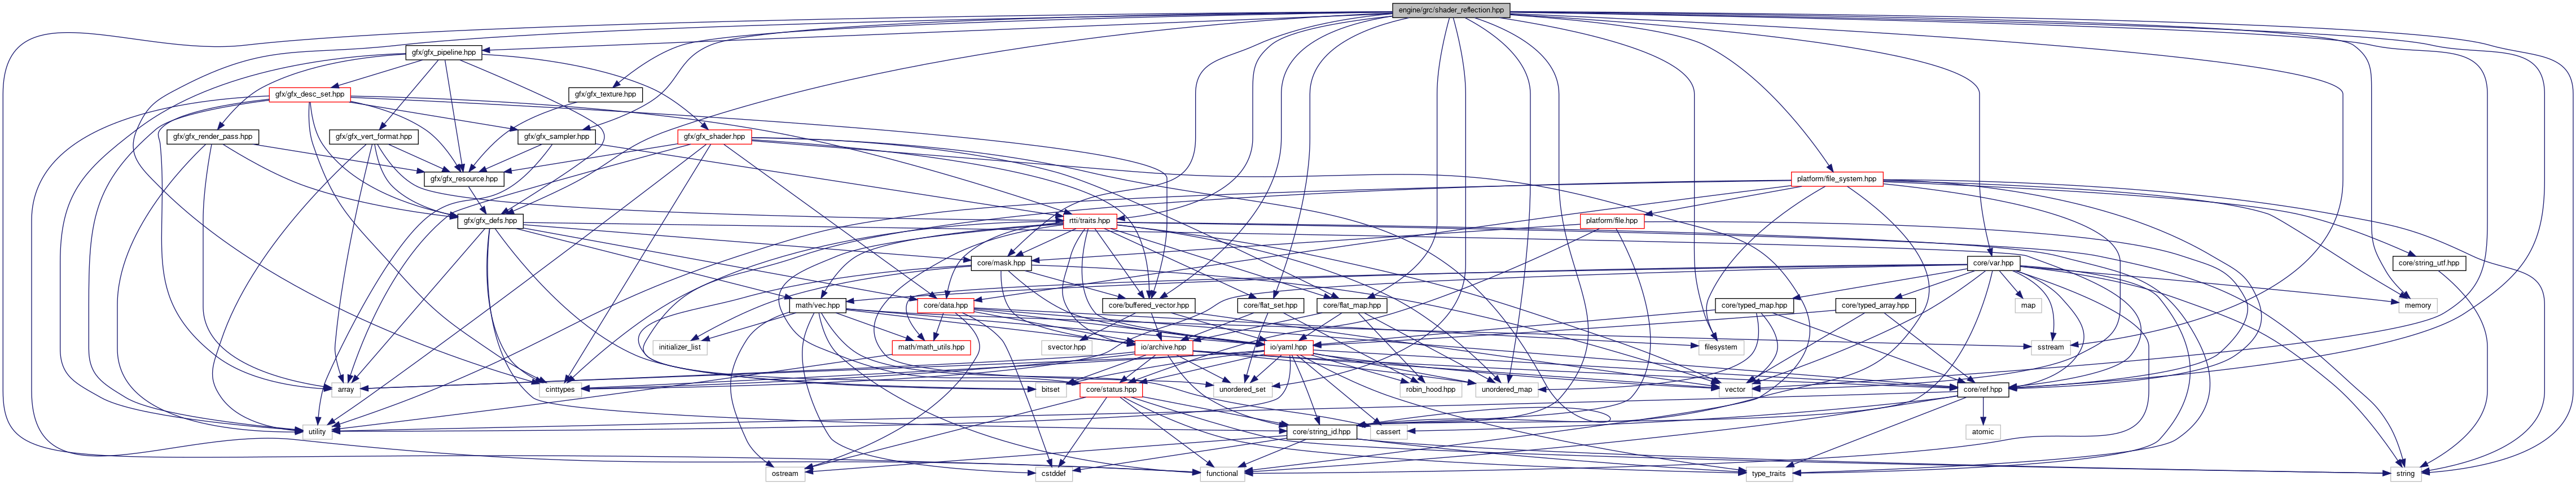 engine/grc/shader_reflection.hpp
gfx/gfx_pipeline.hpp
gfx/gfx_desc_set.hpp
gfx/gfx_texture.hpp
gfx/gfx_render_pass.hpp
gfx/gfx_vert_format.hpp
gfx/gfx_sampler.hpp
gfx/gfx_shader.hpp
gfx/gfx_resource.hpp
platform/file_system.hpp
gfx/gfx_defs.hpp
rtti/traits.hpp
platform/file.hpp
core/mask.hpp
core/var.hpp
core/string_utf.hpp
math/vec.hpp
core/data.hpp
core/buffered_vector.hpp
core/flat_set.hpp
core/flat_map.hpp
core/typed_map.hpp
core/typed_array.hpp
map
memory
initializer_list
math/math_utils.hpp
svector.hpp
io/archive.hpp
io/yaml.hpp
filesystem
sstream
array
cinttypes
bitset
core/status.hpp
unordered_set
robin_hood.hpp
unordered_map
vector
core/ref.hpp
utility
core/string_id.hpp
cassert
atomic
ostream
cstddef
functional
type_traits
string